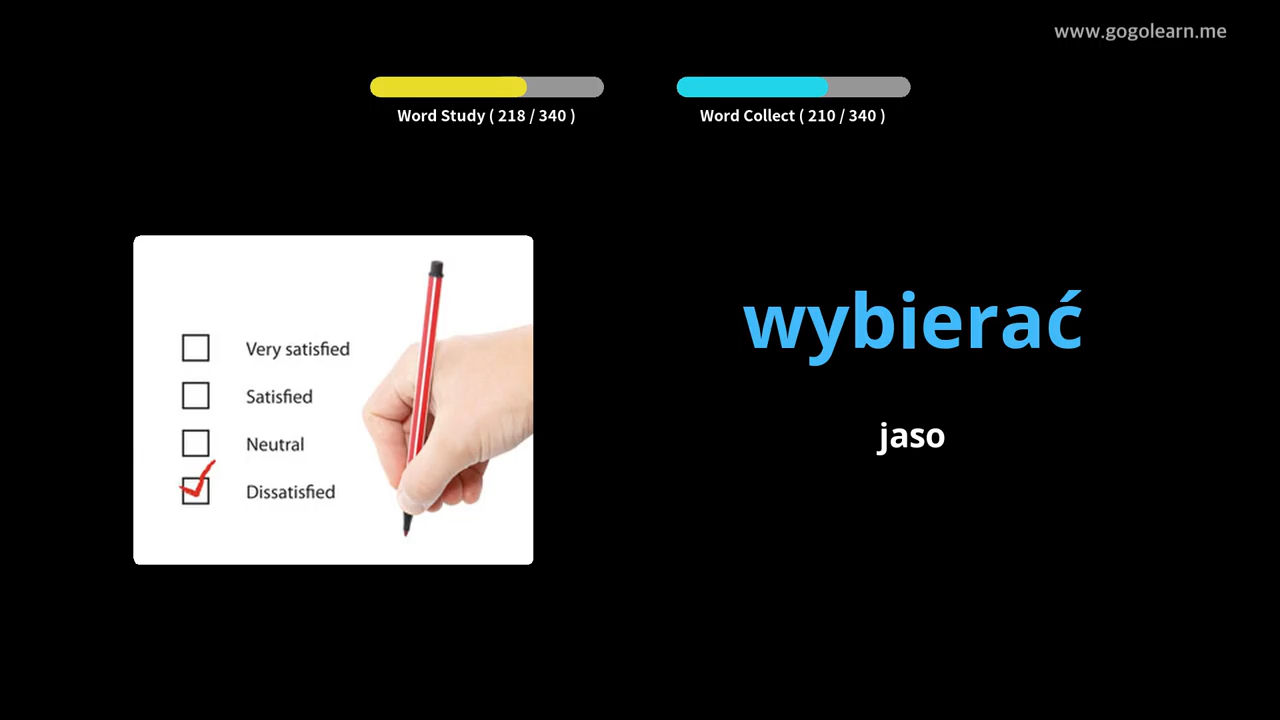 www.gogolearn.me
Word Study ( 218 / 340 )
Word Collect ( 210 / 340 )
Very satisfied
Satisfied
Neutral
Dissatisfied
wybierać
jaso